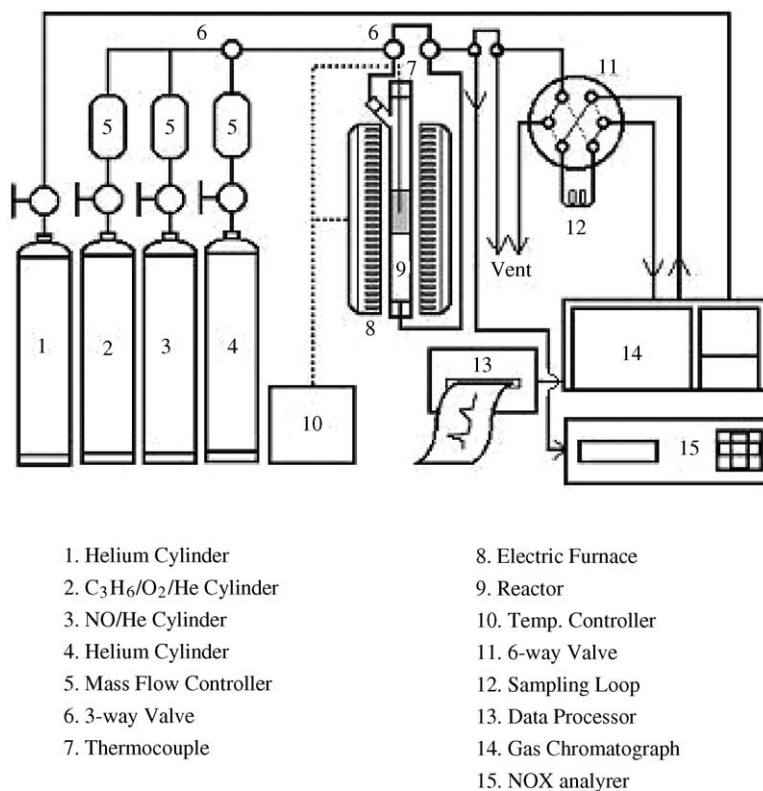 6
6
7
11
5
5
5
12
Vent
9
8
1
2
3
4
10
13
14
15
1. Helium Cylinder
2. C₃H₆/O₂/He Cylinder
3. NO/He Cylinder
4. Helium Cylinder
5. Mass Flow Controller
6. 3-way Valve
7. Thermocouple
8. Electric Furnace
9. Reactor
10. Temp. Controller
11. 6-way Valve
12. Sampling Loop
13. Data Processor
14. Gas Chromatograph
15. NOX analyrer